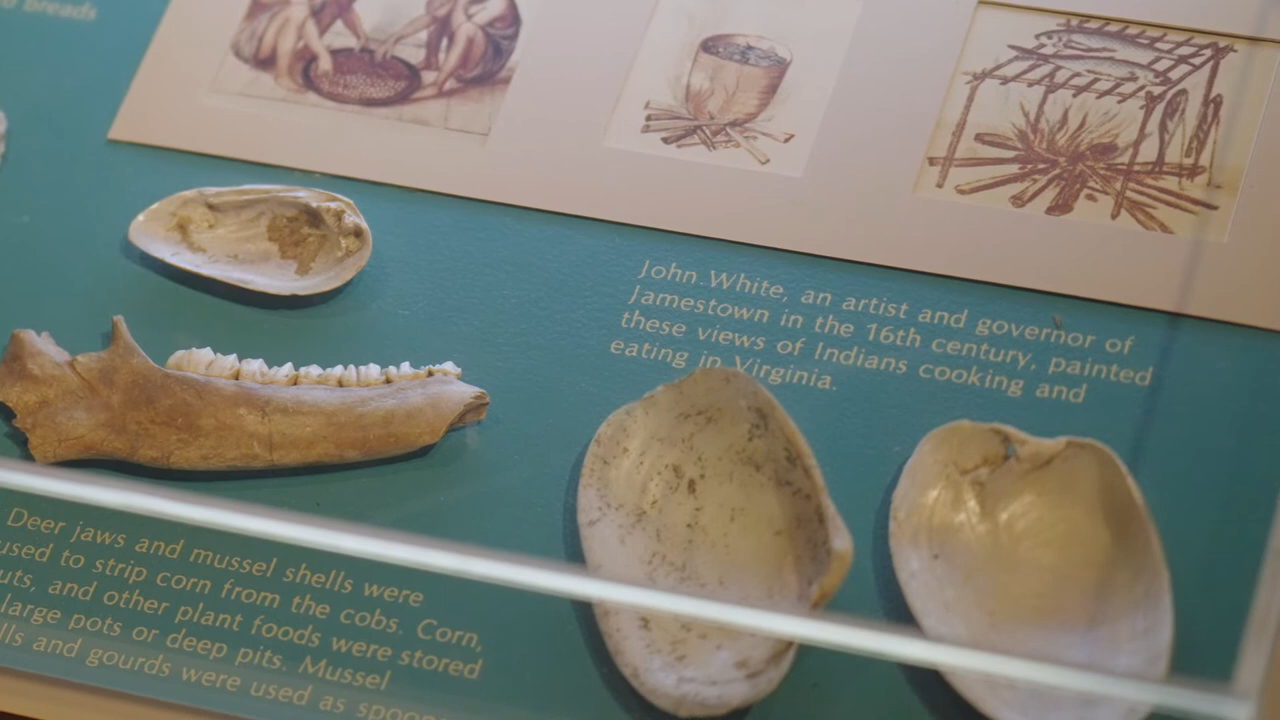 breads
John White, an artist and governor of
Jamestown in the 16th century, painted
these views of Indians cooking and
eating in Virginia.
Deer jaws and mussel shells were
used to strip corn from the cobs. Corn,
uts, and other plant foods were stored
large pots or deep pits. Mussel
lls and gourds were used as spoon